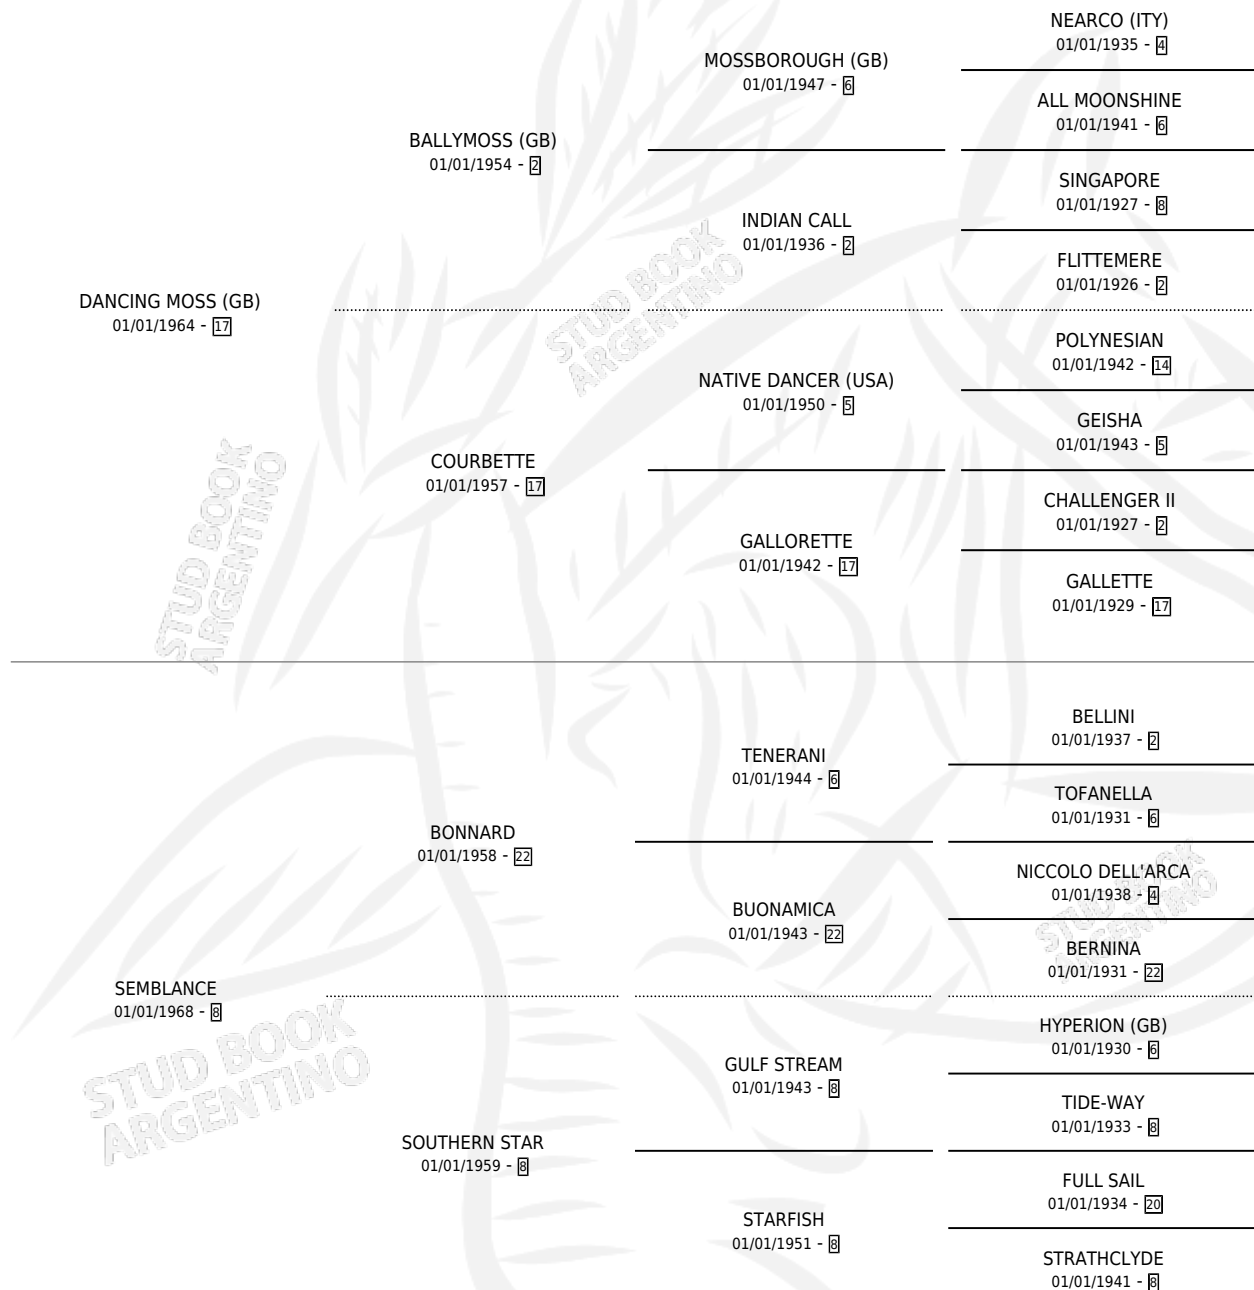 NEARCO (ITY)
01/01/1935 - 4
MOSSBOROUGH (GB)
01/01/1947 - 6
ALL MOONSHINE
01/01/1941 - 6
BALLYMOSS (GB)
01/01/1954 - 2
SINGAPORE
01/01/1927 - 8
INDIAN CALL
01/01/1936 - 2
FLITTEMERE
01/01/1926 - 2
DANCING MOSS (GB)
01/01/1964 - 17
POLYNESIAN
01/01/1942 - 14
NATIVE DANCER (USA)
01/01/1950 - 5
GEISHA
01/01/1943 - 5
COURBETTE
01/01/1957 - 17
CHALLENGER II
01/01/1927 - 2
GALLORETTE
01/01/1942 - 17
GALLETTE
01/01/1929 - 17
BELLINI
01/01/1937 - 2
TENERANI
01/01/1944 - 6
TOFANELLA
01/01/1931 - 6
BONNARD
01/01/1958 - 22
NICCOLO DELL'ARCA
01/01/1938 - 4
BUONAMICA
01/01/1943 - 22
BERNINA
01/01/1931 - 22
SEMBLANCE
01/01/1968 - 8
HYPERION (GB)
01/01/1930 - 6
GULF STREAM
01/01/1943 - 8
TIDE-WAY
01/01/1933 - 8
SOUTHERN STAR
01/01/1959 - 8
FULL SAIL
01/01/1934 - 20
STARFISH
01/01/1951 - 8
STRATHCLYDE
01/01/1941 - 8
STUD BOOK
ARGENTINO
STUD BOOK
ARGENTINO
STUD BOOK
ARGENTINO
STUD BOOK
ARGENTINO